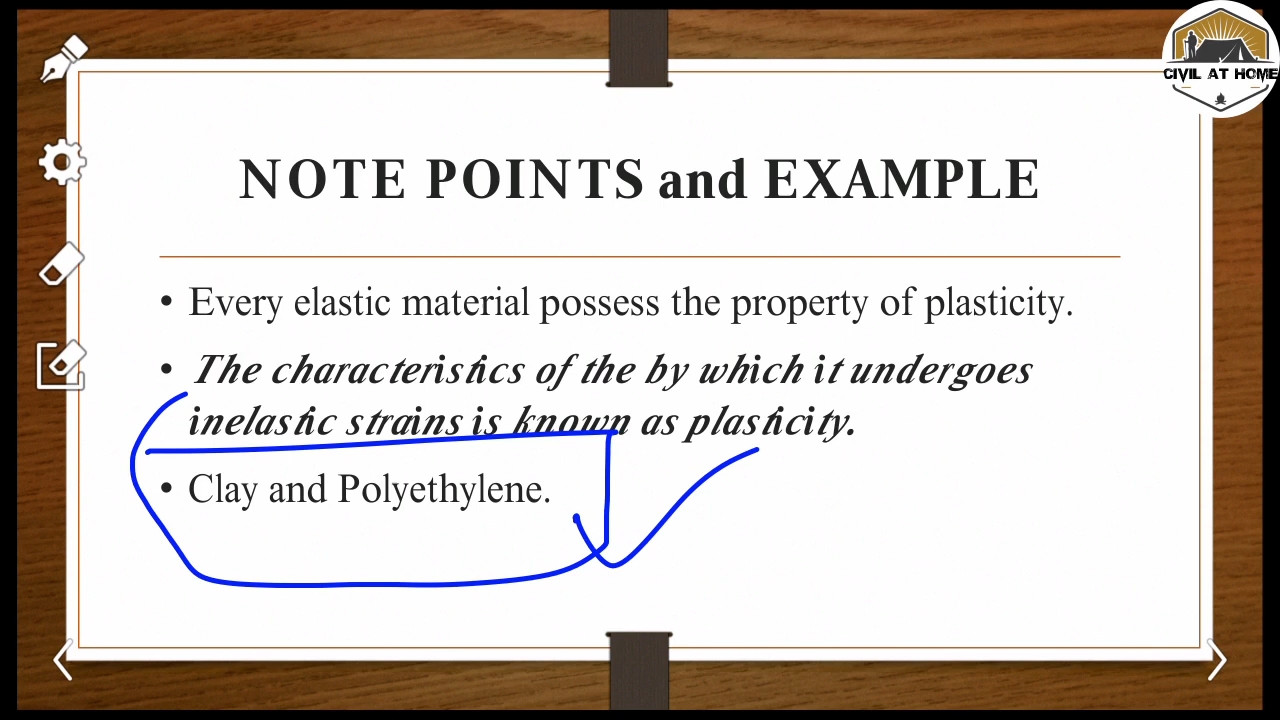 CIVIL AT HOME
NOTE POINTS and EXAMPLE
• Every elastic material possess the property of plasticity.
• The characteristics of the by which it undergoes
inelastic strains is known as plasticity.
• Clay and Polyethylene.